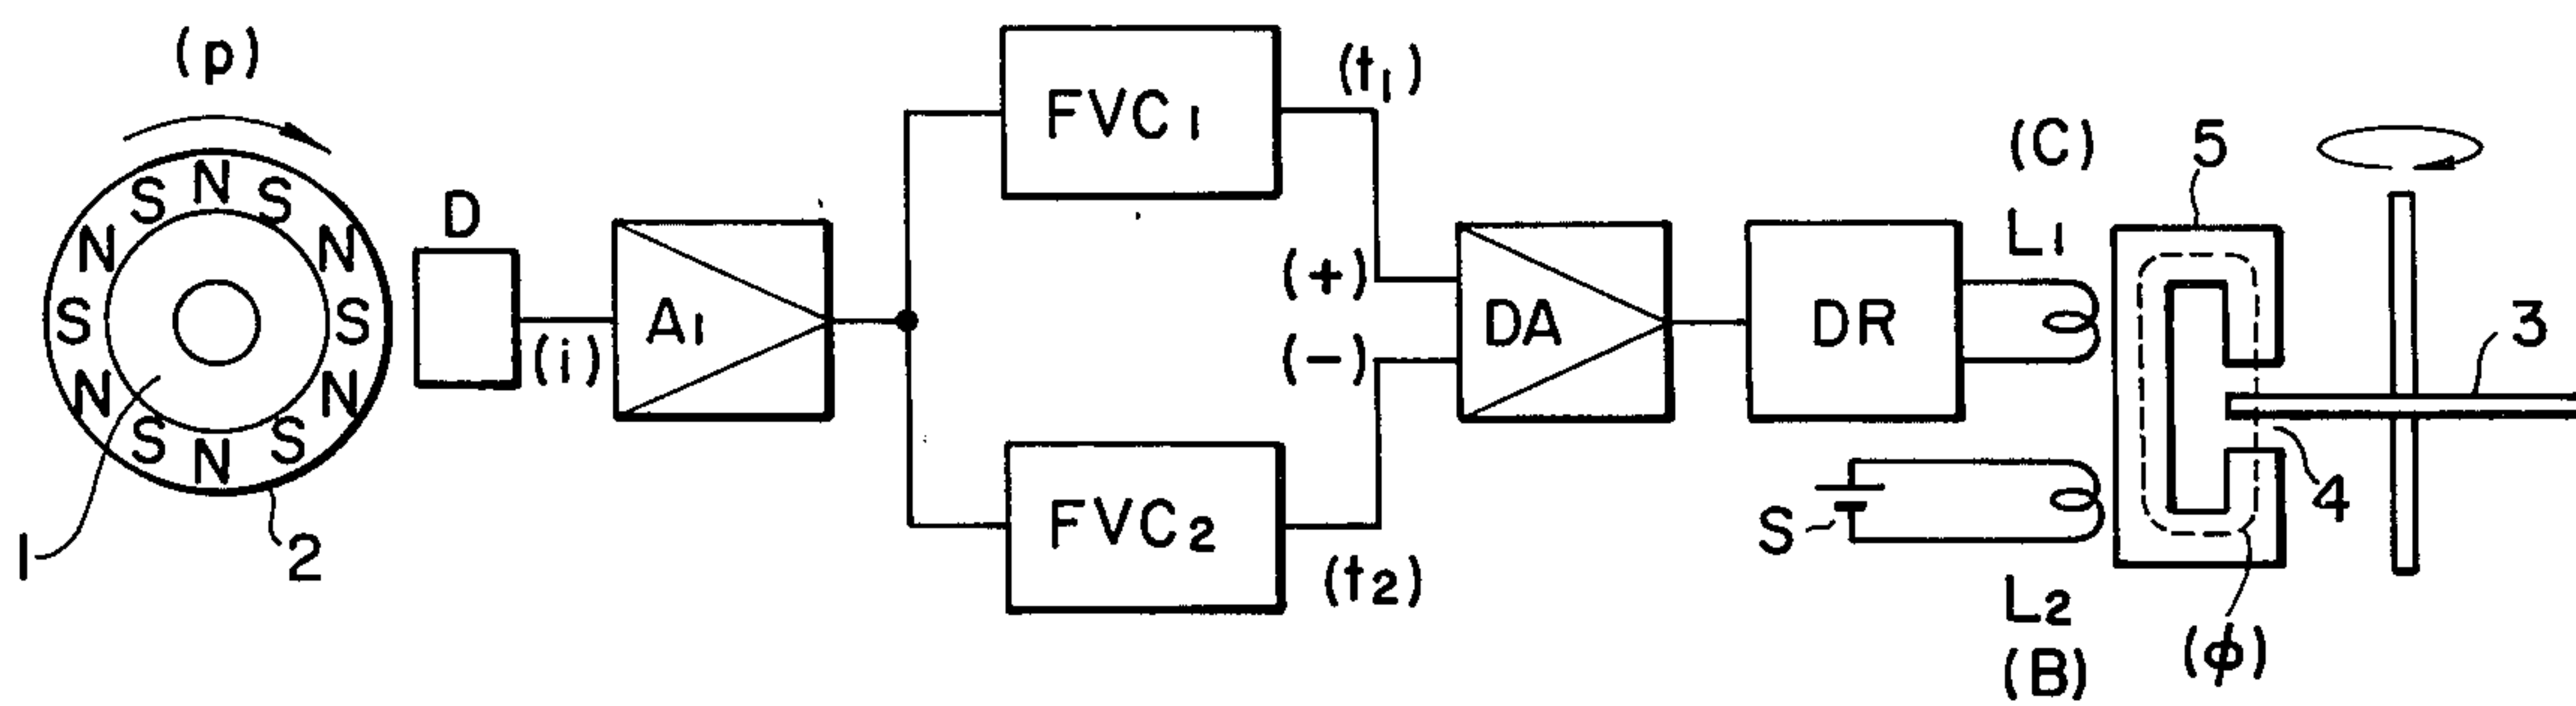 (p)
N S N S N S N S N S N S
1
2
D
(i)
A1
FVC1
(t1)
FVC2
(t2)
(+)
(-)
DA
DR
(C)
L1
S
L2
(B)
5
3
4
(ϕ)